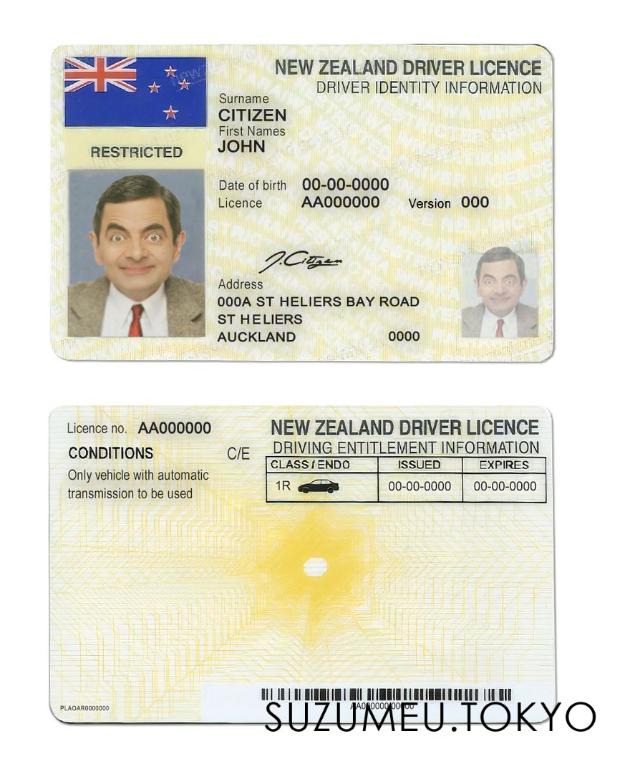 NEW ZEALAND DRIVER LICENCE
DRIVER IDENTITY INFORMATION
RESTRICTED
Surname
CITIZEN
First Names
JOHN
Date of birth 00-00-0000
Licence AA000000 Version 000
J.Citizen
Address
000A ST HELIERS BAY ROAD
ST HELIERS
AUCKLAND 0000
Licence no. AA000000
CONDITIONS C/E
Only vehicle with automatic
transmission to be used
NEW ZEALAND DRIVER LICENCE
DRIVING ENTITLEMENT INFORMATION
CLASS/ENDO ISSUED EXPIRES
1R 00-00-0000 00-00-0000
SUZUMEU.TOKYO